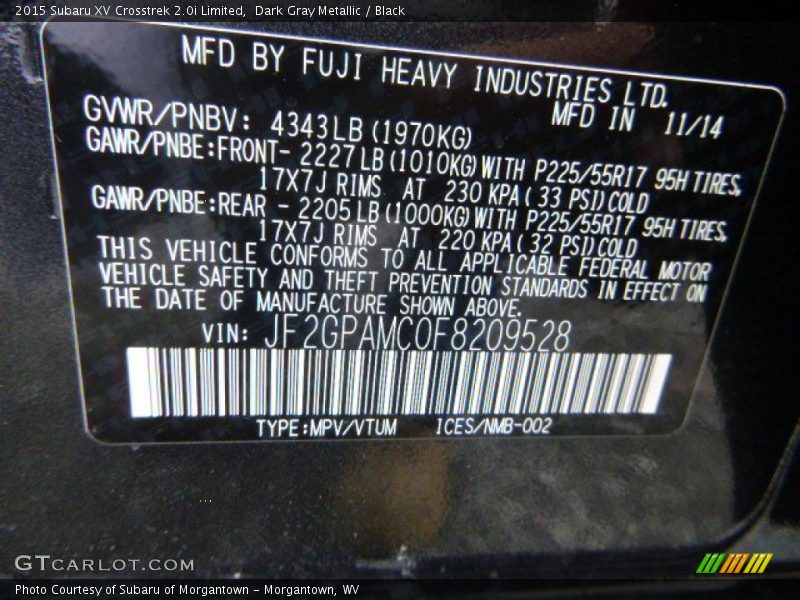 2015 Subaru XV Crosstrek 2.0i Limited, Dark Gray Metallic / Black
MFD BY FUJI HEAVY INDUSTRIES LTD.
MFD IN 11/14
GVWR/PNBV: 4343LB(1970KG)
GAWR/PNBE:FRONT- 2227LB(1010KG)WITH P225/55R17 95H TIRES,
17X7J RIMS AT 230 KPA(33 PSI)COLD
GAWR/PNBE:REAR - 2205LB(1000KG)WITH P225/55R17 95H TIRES,
17X7J RIMS AT 220 KPA(32 PSI)COLD
THIS VEHICLE CONFORMS TO ALL APPLICABLE FEDERAL MOTOR
VEHICLE SAFETY AND THEFT PREVENTION STANDARDS IN EFFECT ON
THE DATE OF MANUFACTURE SHOWN ABOVE.
VIN: JF2GPAMC0F8209528
TYPE:MPV/VTUM ICES/NMB-002
GTCARLOT.COM
Photo Courtesy of Subaru of Morgantown - Morgantown, WV